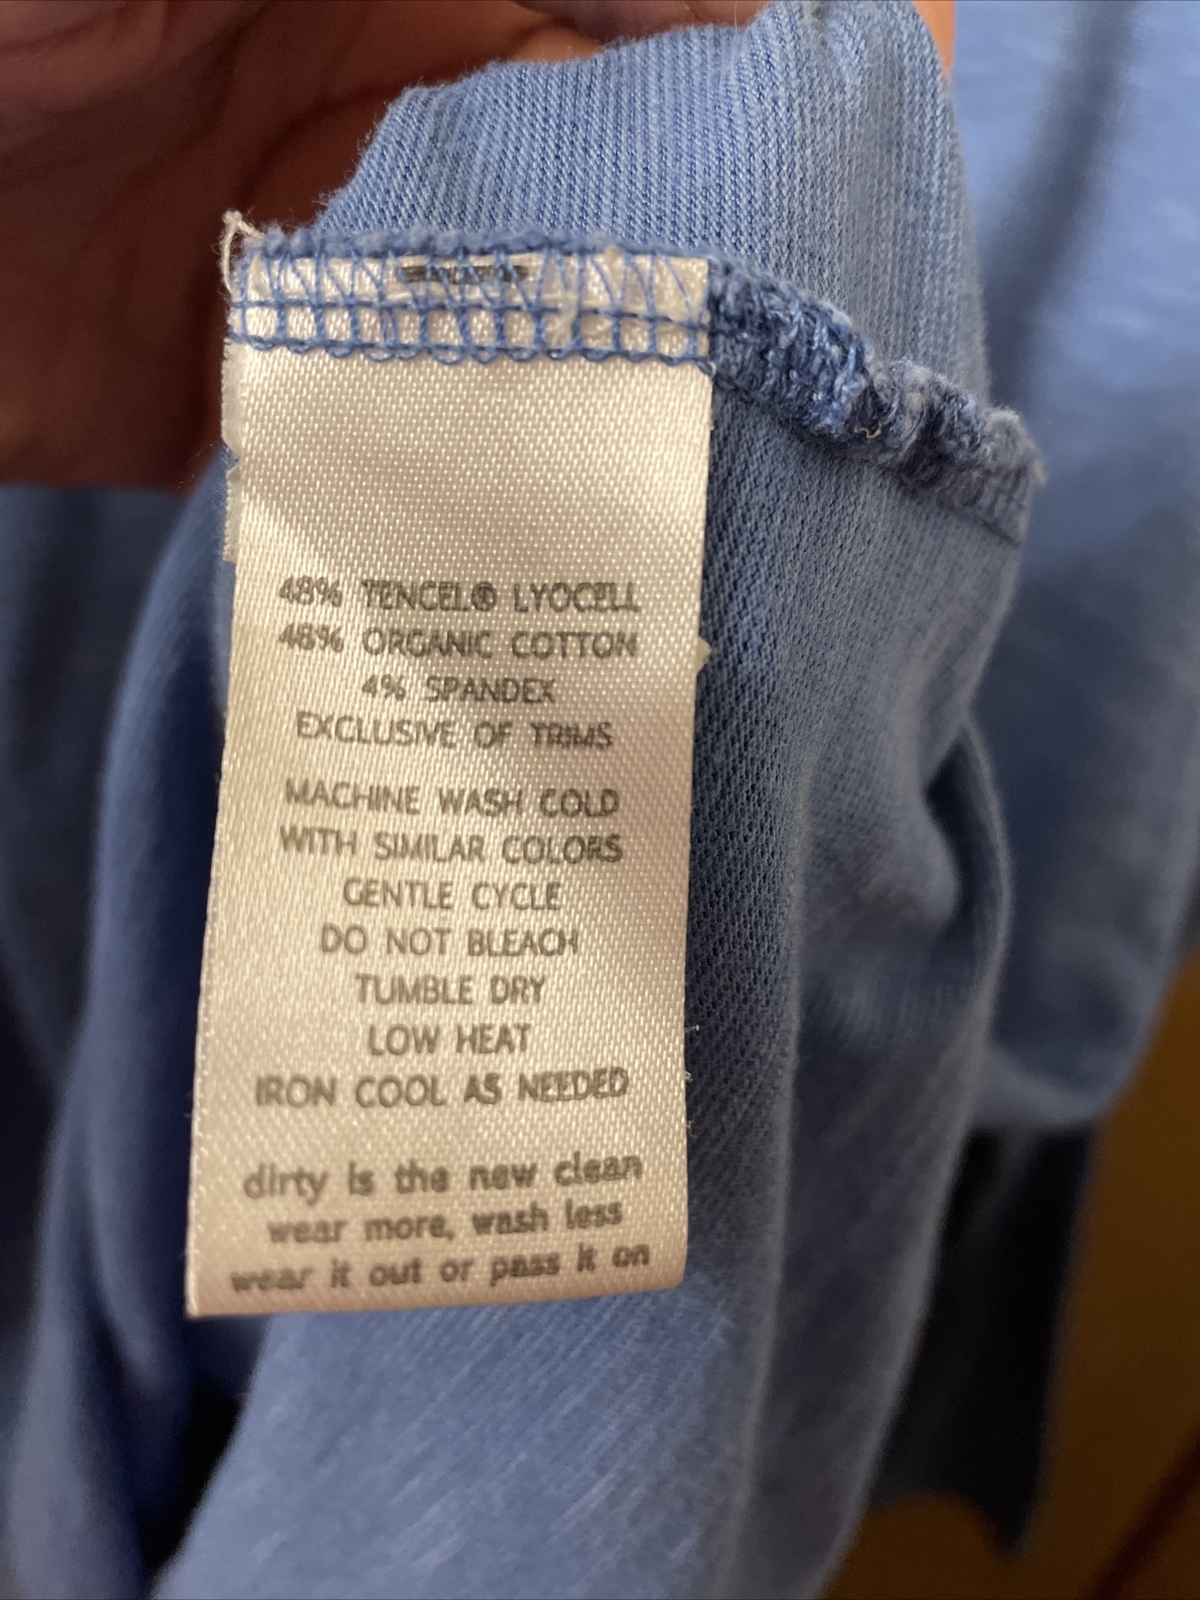 48% TENCEL® LYOCELL
48% ORGANIC COTTON
4% SPANDEX
EXCLUSIVE OF TRIMS
MACHINE WASH COLD
WITH SIMILAR COLORS
GENTLE CYCLE
DO NOT BLEACH
TUMBLE DRY
LOW HEAT
IRON COOL AS NEEDED
dirty is the new clean
wear more, wash less
wear it out or pass it on